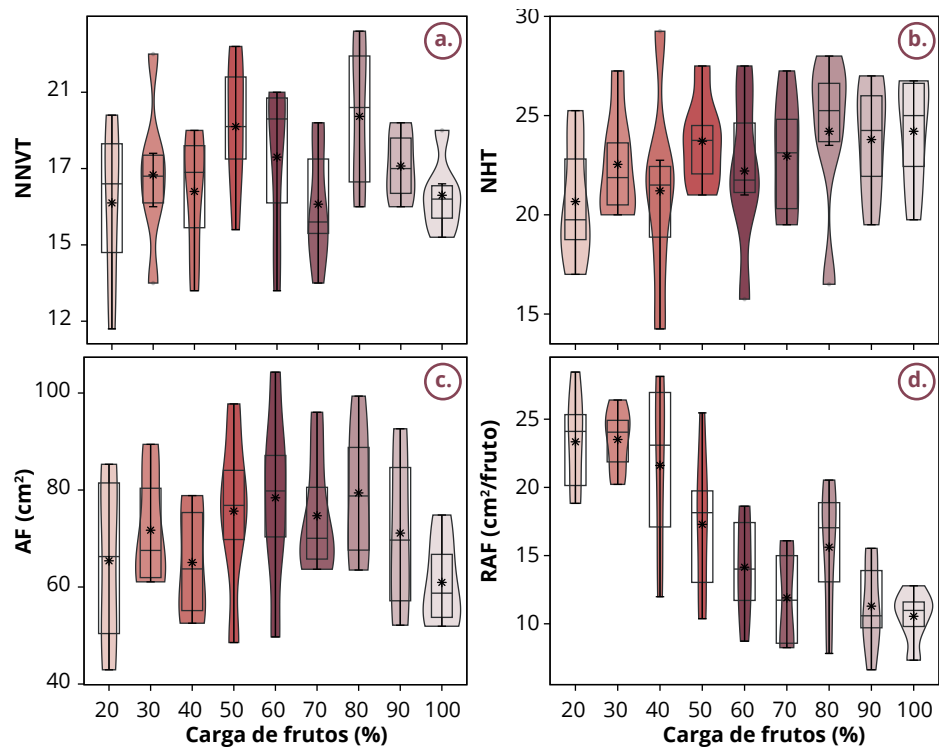 a.
NNVT
21
17
15
12
b.
NHT
30
25
20
15
c.
AF (cm²)
100
80
60
40
20 30 40 50 60 70 80 90 100
Carga de frutos (%)
d.
RAF (cm²/fruto)
25
20
15
10
20 30 40 50 60 70 80 90 100
Carga de frutos (%)